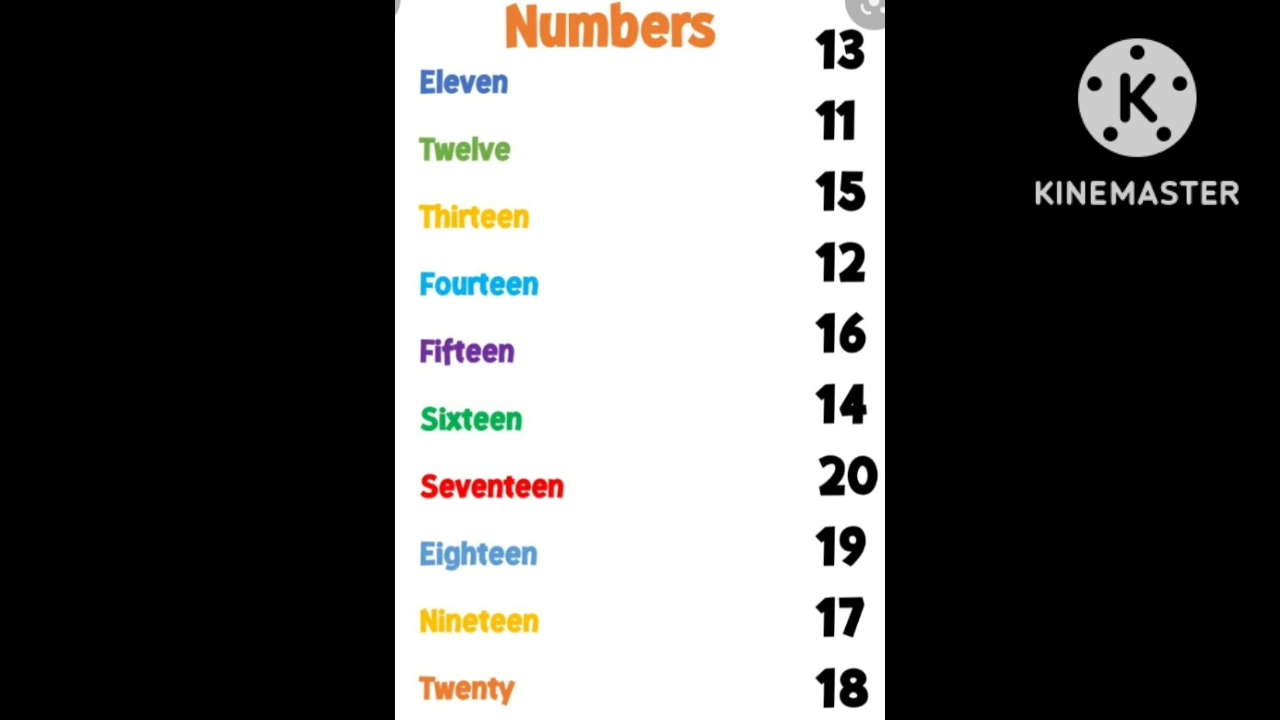 Numbers
13
Eleven
11
Twelve
15
Thirteen
12
Fourteen
16
Fifteen
14
Sixteen
20
Seventeen
19
Eighteen
17
Nineteen
18
Twenty
K
KINEMASTER